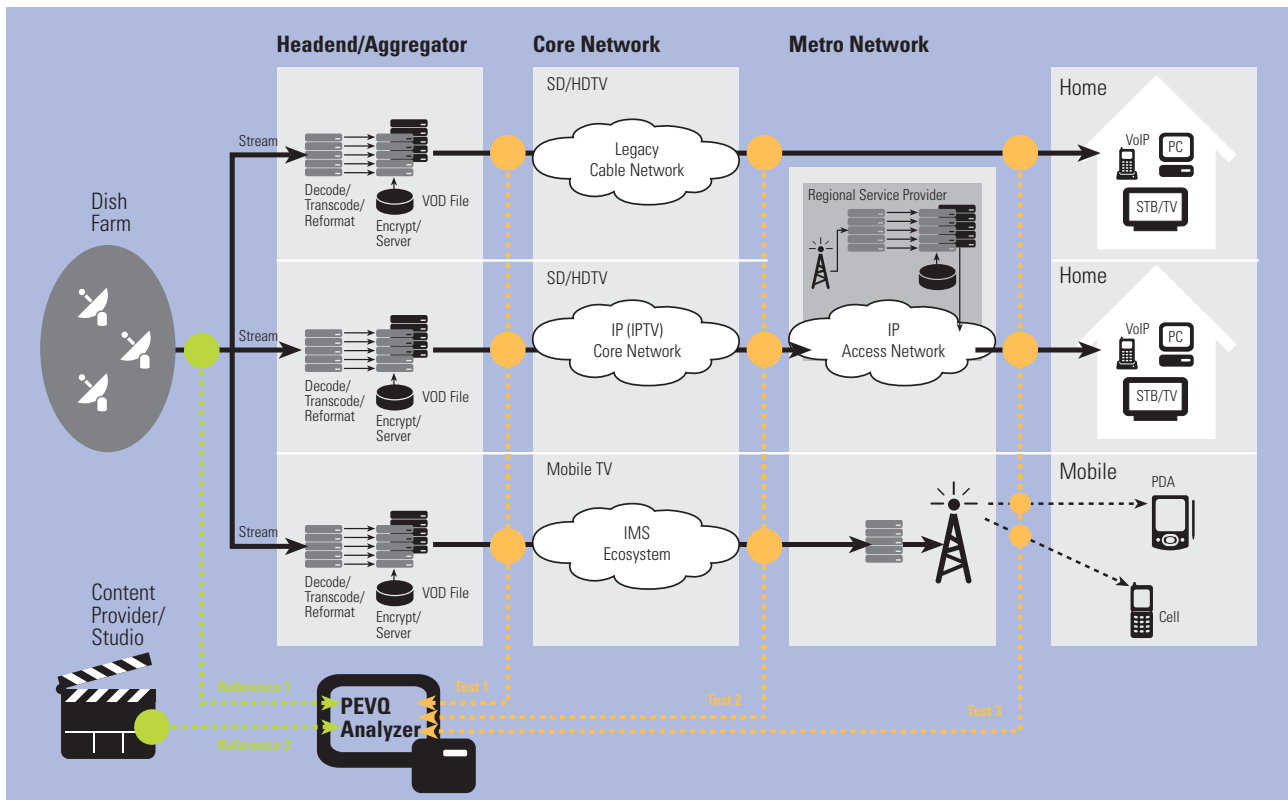 Headend/Aggregator
Core Network
Metro Network
Dish
Farm
Stream
Decode/
Transcode/
Reformat
VOD File
Encrypt/
Server
SD/HDTV
Legacy
Cable Network
Regional Service Provider
Home
VoIP
PC
STB/TV
Stream
Decode/
Transcode/
Reformat
VOD File
Encrypt/
Server
SD/HDTV
IP (IPTV)
Core Network
IP
Access Network
Home
VoIP
PC
STB/TV
Stream
Decode/
Transcode/
Reformat
VOD File
Encrypt/
Server
Mobile TV
IMS
Ecosystem
Mobile
PDA
Cell
Content
Provider/
Studio
Reference 1
Reference 2
PEVQ
Analyzer
Test 1
Test 2
Test 3